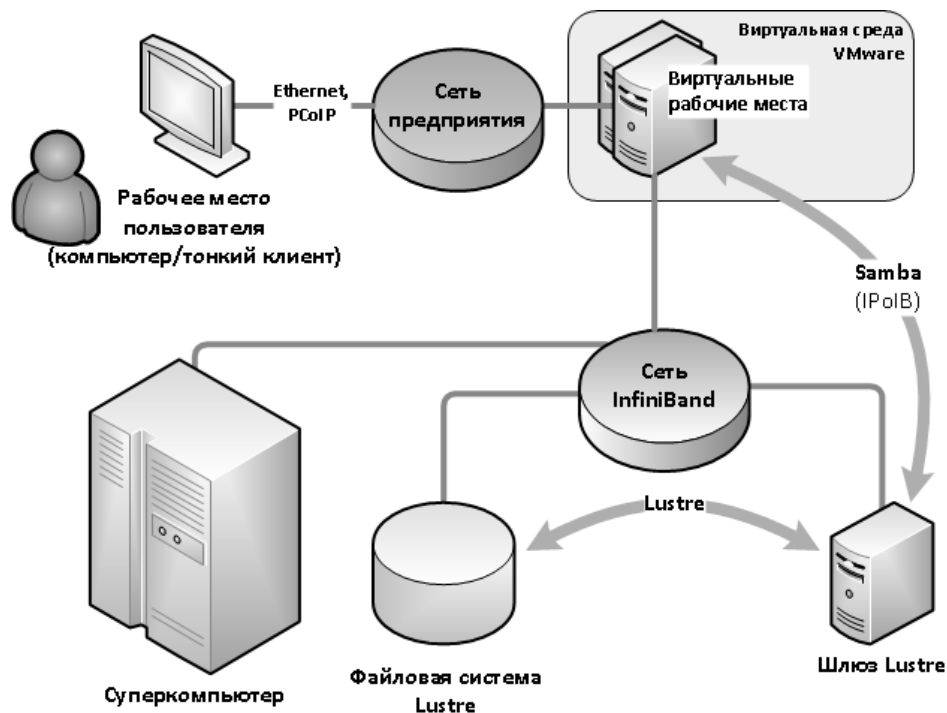 Виртуальная среда
VMware
Виртуальные
рабочие места
Ethernet,
PCoIP
Сеть
предприятия
Рабочее место
пользователя
(компьютер/тонкий клиент)
Samba
(IPoIB)
Сеть
InfiniBand
Lustre
Суперкомпьютер
Файловая система
Lustre
Шлюз Lustre